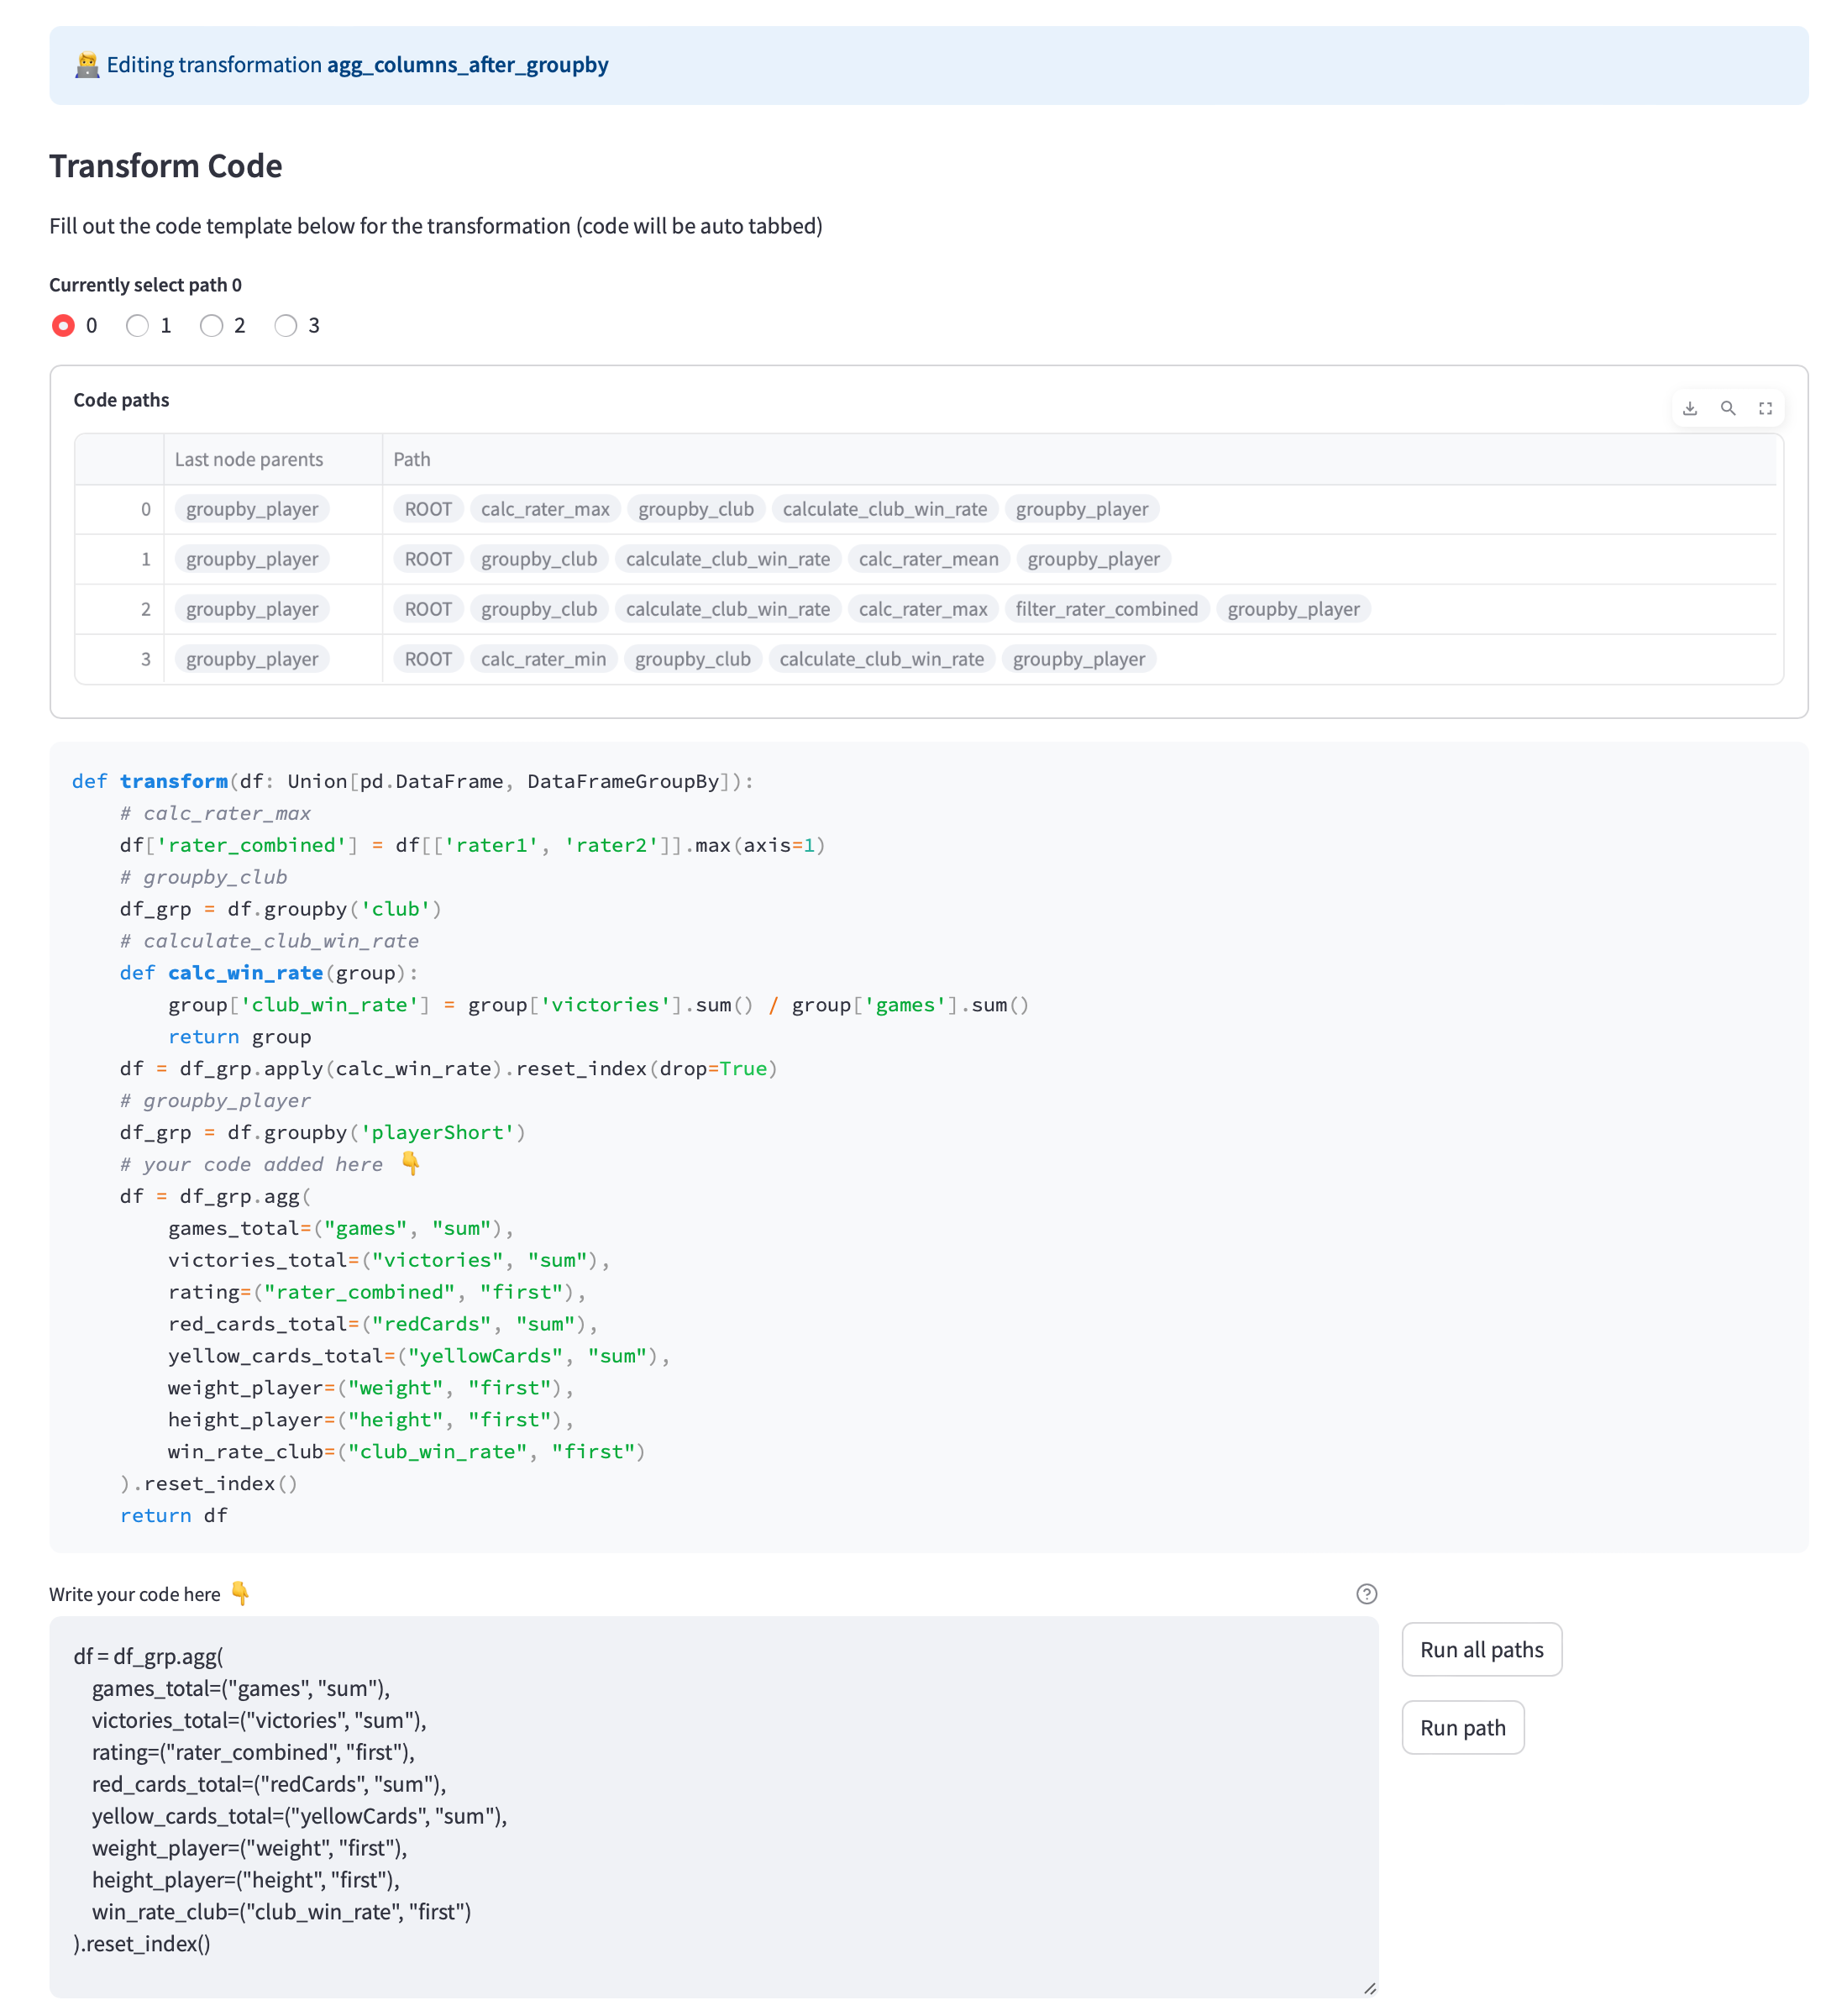 🧑‍💻 Editing transformation agg_columns_after_groupby
Transform Code
Fill out the code template below for the transformation (code will be auto tabbed)
Currently select path 0
0 1 2 3
Code paths
Last node parents Path
0 groupby_player ROOT calc_rater_max groupby_club calculate_club_win_rate groupby_player
1 groupby_player ROOT groupby_club calculate_club_win_rate calc_rater_mean groupby_player
2 groupby_player ROOT groupby_club calculate_club_win_rate calc_rater_max filter_rater_combined groupby_player
3 groupby_player ROOT calc_rater_min groupby_club calculate_club_win_rate groupby_player
def transform(df: Union[pd.DataFrame, DataFrameGroupBy]):
    # calc_rater_max
    df['rater_combined'] = df[['rater1', 'rater2']].max(axis=1)
    # groupby_club
    df_grp = df.groupby('club')
    # calculate_club_win_rate
    def calc_win_rate(group):
        group['club_win_rate'] = group['victories'].sum() / group['games'].sum()
        return group
    df = df_grp.apply(calc_win_rate).reset_index(drop=True)
    # groupby_player
    df_grp = df.groupby('playerShort')
    # your code added here 👇
    df = df_grp.agg(
        games_total=("games", "sum"),
        victories_total=("victories", "sum"),
        rating=("rater_combined", "first"),
        red_cards_total=("redCards", "sum"),
        yellow_cards_total=("yellowCards", "sum"),
        weight_player=("weight", "first"),
        height_player=("height", "first"),
        win_rate_club=("club_win_rate", "first")
    ).reset_index()
    return df
Write your code here 👇
Run all paths
Run path
df = df_grp.agg(
    games_total=("games", "sum"),
    victories_total=("victories", "sum"),
    rating=("rater_combined", "first"),
    red_cards_total=("redCards", "sum"),
    yellow_cards_total=("yellowCards", "sum"),
    weight_player=("weight", "first"),
    height_player=("height", "first"),
    win_rate_club=("club_win_rate", "first")
).reset_index()